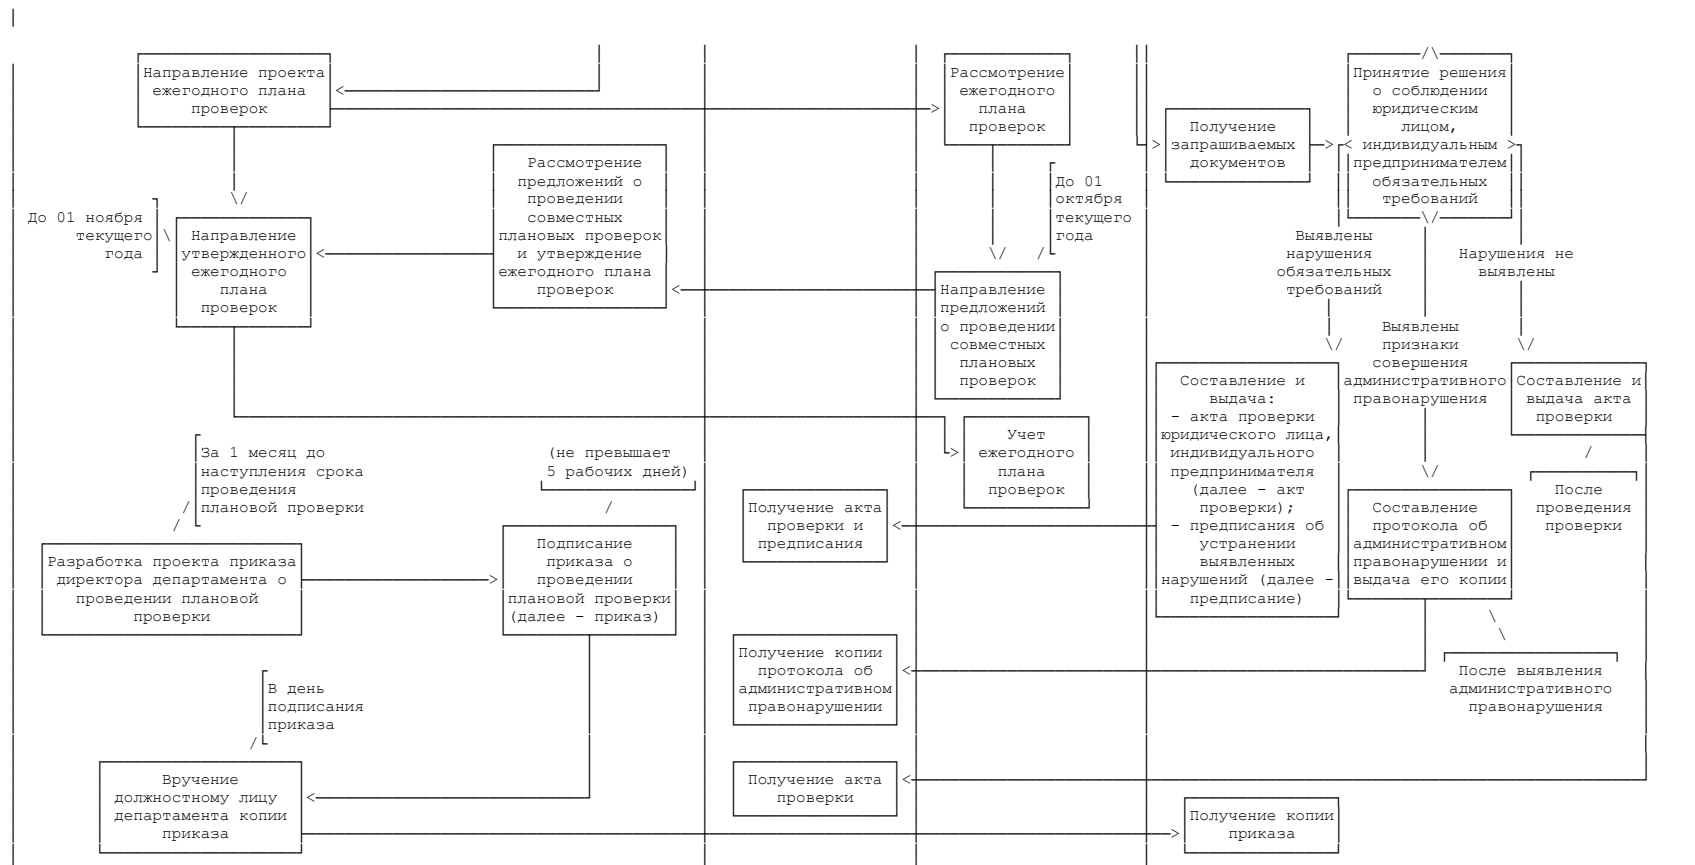 Направление проекта
ежегодного плана
проверок
Рассмотрение
ежегодного
плана
проверок
Принятие решения
о соблюдении
юридическим
лицом,
индивидуальным
предпринимателем
обязательных
требований
Получение
запрашиваемых
документов
Рассмотрение
предложений о
проведении
совместных
плановых проверок
и утверждение
ежегодного плана
проверок
До 01
октября
текущего
года
До 01 ноября
текущего
года
Направление
утвержденного
ежегодного
плана
проверок
Выявлены
нарушения
обязательных
требований
Нарушения не
выявлены
Направление
предложений
о проведении
совместных
плановых
проверок
Выявлены
признаки
совершения
административного
правонарушения
Составление и
выдача:
- акта проверки
юридического лица,
индивидуального
предпринимателя
(далее - акт
проверки);
- предписания об
устранении
выявленных
нарушений (далее -
предписание)
Составление и
выдача акта
проверки
Учет
ежегодного
плана
проверок
За 1 месяц до
наступления срока
проведения
плановой проверки
(не превышает
5 рабочих дней)
После
проведения
проверки
Получение акта
проверки и
предписания
Составление
протокола об
административном
правонарушении и
выдача его копии
Разработка проекта приказа
директора департамента о
проведении плановой
проверки
Подписание
приказа о
проведении
плановой проверки
(далее - приказ)
Получение копии
протокола об
административном
правонарушении
После выявления
административного
правонарушения
В день
подписания
приказа
Вручение
должностному лицу
департамента копии
приказа
Получение акта
проверки
Получение копии
приказа